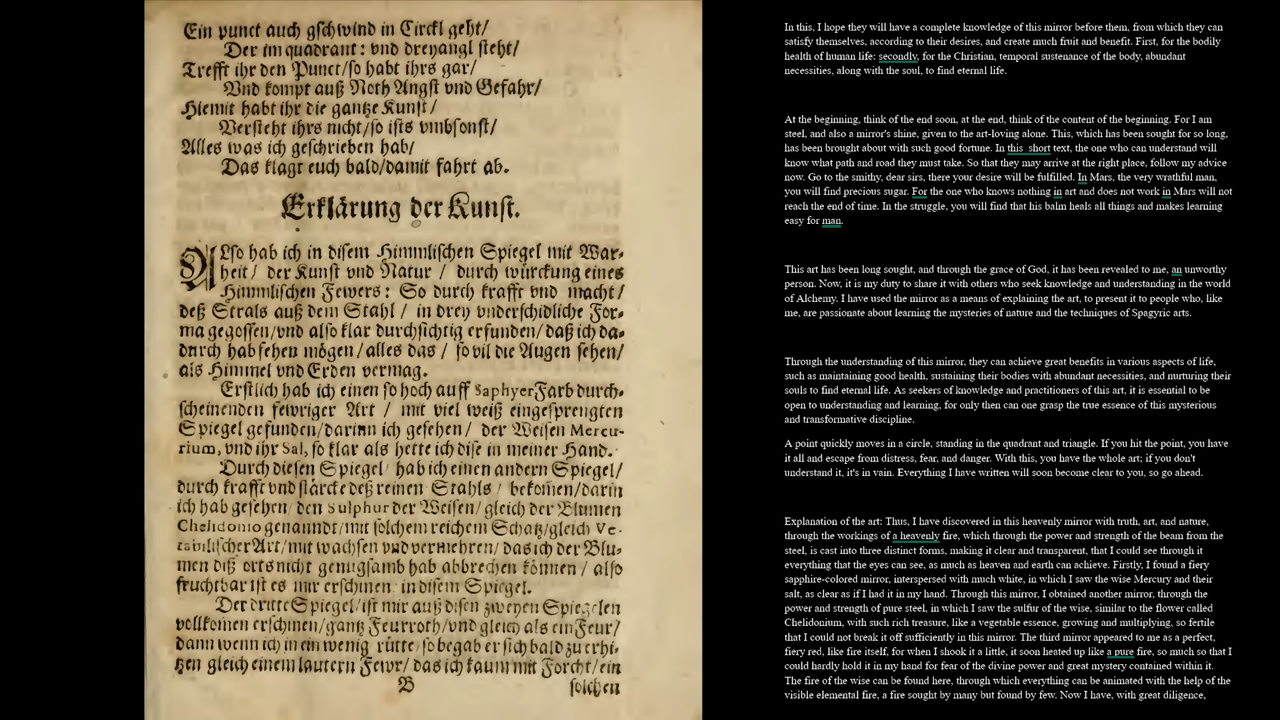 Ein punct auch gschwind in Circkl geht/
Der im quadrant: vnd dreyangl steht/
Trefft ihr den Punct/so habt ihrs gar/
Vnd kompt auß Noth Angst vnd Gefahr/
Hiemit habt ihr die gantze Kunst/
Versteht ihrs nicht/so ists vmbsonst/
Alles was ich geschrieben hab/
Das klagt euch bald/damit fahrt ab.
Erklärung der Kunst.
Also hab ich in disem Himmlischen Spiegel mit War-
heit/ der Kunst vnd Natur / durch würckung eines
Himmlischen Fewers: So durch krafft vnd macht/
deß Strals auß dem Stahl / in drey vnderschidliche For-
ma gegossen/vnd also klar durchsichtig erfunden/daß ich da-
durch hab sehen mögen/alles das / so vil die Augen sehen/
als Himmel vnd Erden vermag.
Erstlich hab ich einen so hoch auff SaphyerFarb durch-
scheinenden fewriger Art / mit viel weiß eingesprengten
Spiegel gefunden/darinn ich gesehen/ der Weisen Mercu-
rium, vnd ihr Sal, so klar als hette ich dise in meiner Hand.
Durch diesen Spiegel hab ich einen andern Spiegel/
durch krafft vnd stärcke deß reinen Stahls / bekom̃en/darin
ich hab gesehen/ den Sulphur der Weisen/gleich der Blumen
Chelidonio genanndt/mit solchem reichem Schatz/gleich Ve-
getabilischer Art/mit wachsen vnd vermehren/das ich der Blu-
men diß orts nicht genugsamb hab abbrechen können / also
fruchtbar ist es mir erschinen in disem Spiegel.
Der dritte Spiegel/ist mir auß disen zweyen Spiegelen
vollkom̃en erschinen/gantz Feurroth/vnd gleich als ein Feur/
dann wenn ich in ein wenig rütte/so begab er sich bald zu erhi-
tzen gleich einem lautern Fewr/ das ich kaum mit Forcht/ein
B solchen
In this, I hope they will have a complete knowledge of this mirror before them, from which they can
satisfy themselves, according to their desires, and create much fruit and benefit. First, for the bodily
health of human life: secondly, for the Christian, temporal sustenance of the body, abundant
necessities, along with the soul, to find eternal life.
At the beginning, think of the end soon, at the end, think of the content of the beginning. For I am
steel, and also a mirror's shine, given to the art-loving alone. This, which has been sought for so long,
has been brought about with such good fortune. In this short text, the one who can understand will
know what path and road they must take. So that they may arrive at the right place, follow my advice
now. Go to the smithy, dear sirs, there your desire will be fulfilled. In Mars, the very wrathful man,
you will find precious sugar. For the one who knows nothing in art and does not work in Mars will not
reach the end of time. In the struggle, you will find that his balm heals all things and makes learning
easy for man.
This art has been long sought, and through the grace of God, it has been revealed to me, an unworthy
person. Now, it is my duty to share it with others who seek knowledge and understanding in the world
of Alchemy. I have used the mirror as a means of explaining the art, to present it to people who, like
me, are passionate about learning the mysteries of nature and the techniques of Spagyric arts.
Through the understanding of this mirror, they can achieve great benefits in various aspects of life,
such as maintaining good health, sustaining their bodies with abundant necessities, and nurturing their
souls to find eternal life. As seekers of knowledge and practitioners of this art, it is essential to be
open to understanding and learning, for only then can one grasp the true essence of this mysterious
and transformative discipline.
A point quickly moves in a circle, standing in the quadrant and triangle. If you hit the point, you have
it all and escape from distress, fear, and danger. With this, you have the whole art; if you don't
understand it, it's in vain. Everything I have written will soon become clear to you, so go ahead.
Explanation of the art: Thus, I have discovered in this heavenly mirror with truth, art, and nature,
through the workings of a heavenly fire, which through the power and strength of the beam from the
steel, is cast into three distinct forms, making it clear and transparent, that I could see through it
everything that the eyes can see, as much as heaven and earth can achieve. Firstly, I found a fiery
sapphire-colored mirror, interspersed with much white, in which I saw the wise Mercury and their
salt, as clear as if I had it in my hand. Through this mirror, I obtained another mirror, through the
power and strength of pure steel, in which I saw the sulfur of the wise, similar to the flower called
Chelidonium, with such rich treasure, like a vegetable essence, growing and multiplying, so fertile
that I could not break it off sufficiently in this mirror. The third mirror appeared to me as a perfect,
fiery red, like fire itself, for when I shook it a little, it soon heated up like a pure fire, so much so that I
could hardly hold it in my hand for fear of the divine power and great mystery contained within it.
The fire of the wise can be found here, through which everything can be animated with the help of the
visible elemental fire, a fire sought by many but found by few. Now I have, with great diligence,